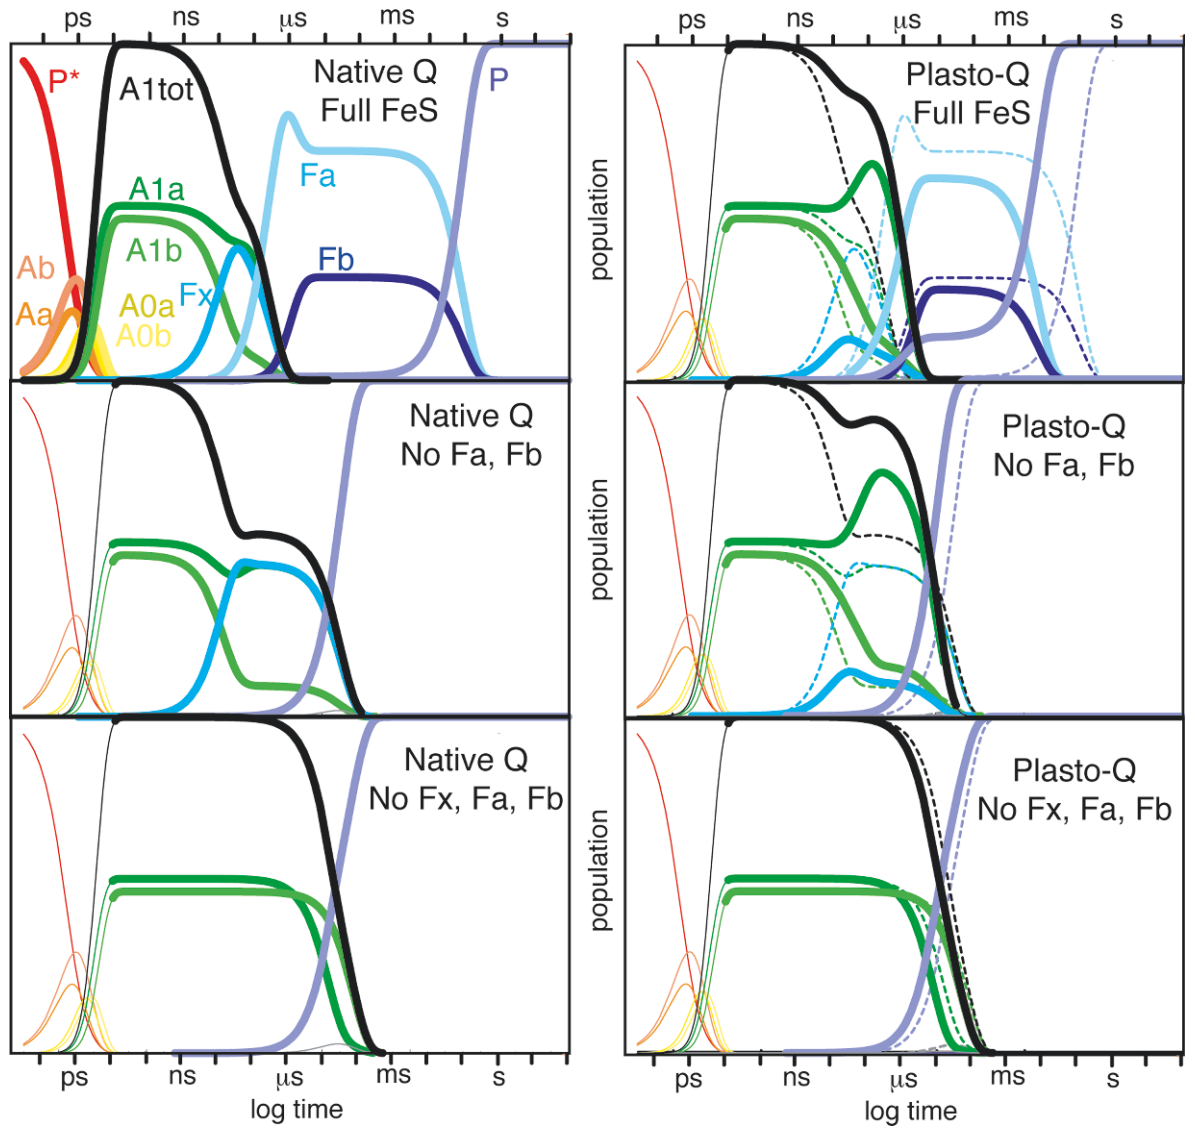 ps ns μs ms s
ps ns μs ms s
P*
A1tot
Native Q
Full FeS
P
A1a
A1b
Fa
Ab
Aa
Fx
A0a
A0b
Fb
Plasto-Q
Full FeS
population
Native Q
No Fa, Fb
Plasto-Q
No Fa, Fb
population
Native Q
No Fx, Fa, Fb
Plasto-Q
No Fx, Fa, Fb
population
ps ns μs ms s
log time
ps ns μs ms s
log time